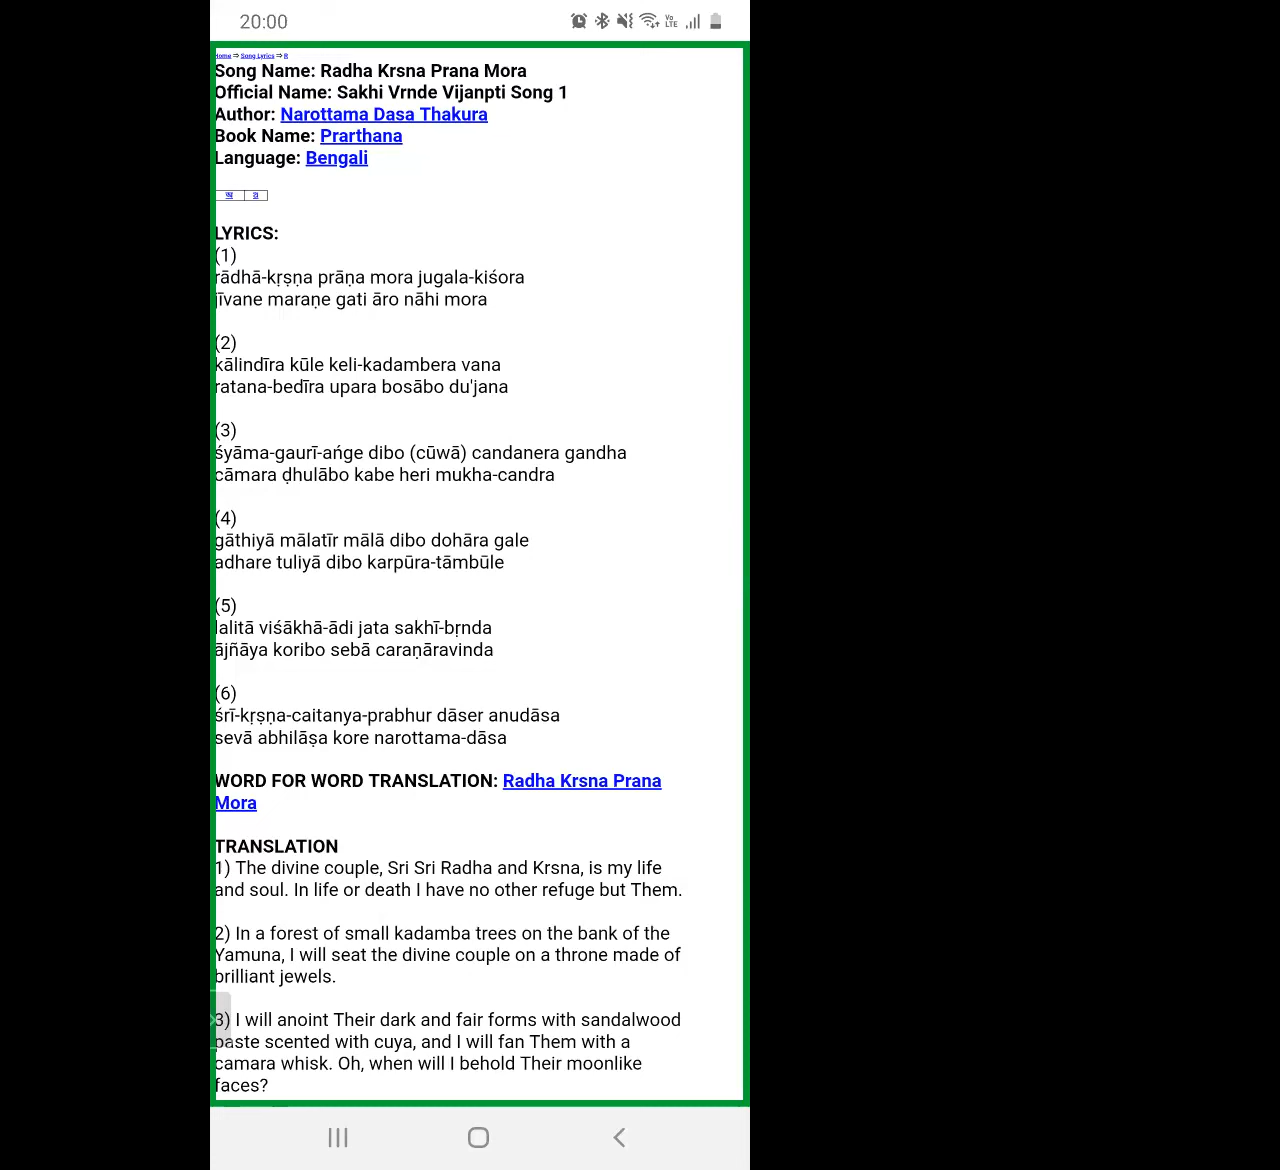 20:00
Vo LTE
Home ⇒ Song Lyrics ⇒ R
Song Name: Radha Krsna Prana Mora
Official Name: Sakhi Vrnde Vijanpti Song 1
Author: Narottama Dasa Thakura
Book Name: Prarthana
Language: Bengali
LYRICS:
(1)
rādhā-kṛṣṇa prāṇa mora jugala-kiśora
jīvane maraṇe gati āro nāhi mora
(2)
kālindīra kūle keli-kadambera vana
ratana-bedīra upara bosābo du'jana
(3)
śyāma-gaurī-ańge dibo (cūwā) candanera gandha
cāmara ḍhulābo kabe heri mukha-candra
(4)
gāthiyā mālatīr mālā dibo dohāra gale
adhare tuliyā dibo karpūra-tāmbūle
(5)
lalitā viśākhā-ādi jata sakhī-bṛnda
ājñāya koribo sebā caraṇāravinda
(6)
śrī-kṛṣṇa-caitanya-prabhur dāser anudāsa
sevā abhilāṣa kore narottama-dāsa
WORD FOR WORD TRANSLATION: Radha Krsna Prana
Mora
TRANSLATION
1) The divine couple, Sri Sri Radha and Krsna, is my life
and soul. In life or death I have no other refuge but Them.
2) In a forest of small kadamba trees on the bank of the
Yamuna, I will seat the divine couple on a throne made of
brilliant jewels.
3) I will anoint Their dark and fair forms with sandalwood
paste scented with cuya, and I will fan Them with a
camara whisk. Oh, when will I behold Their moonlike
faces?